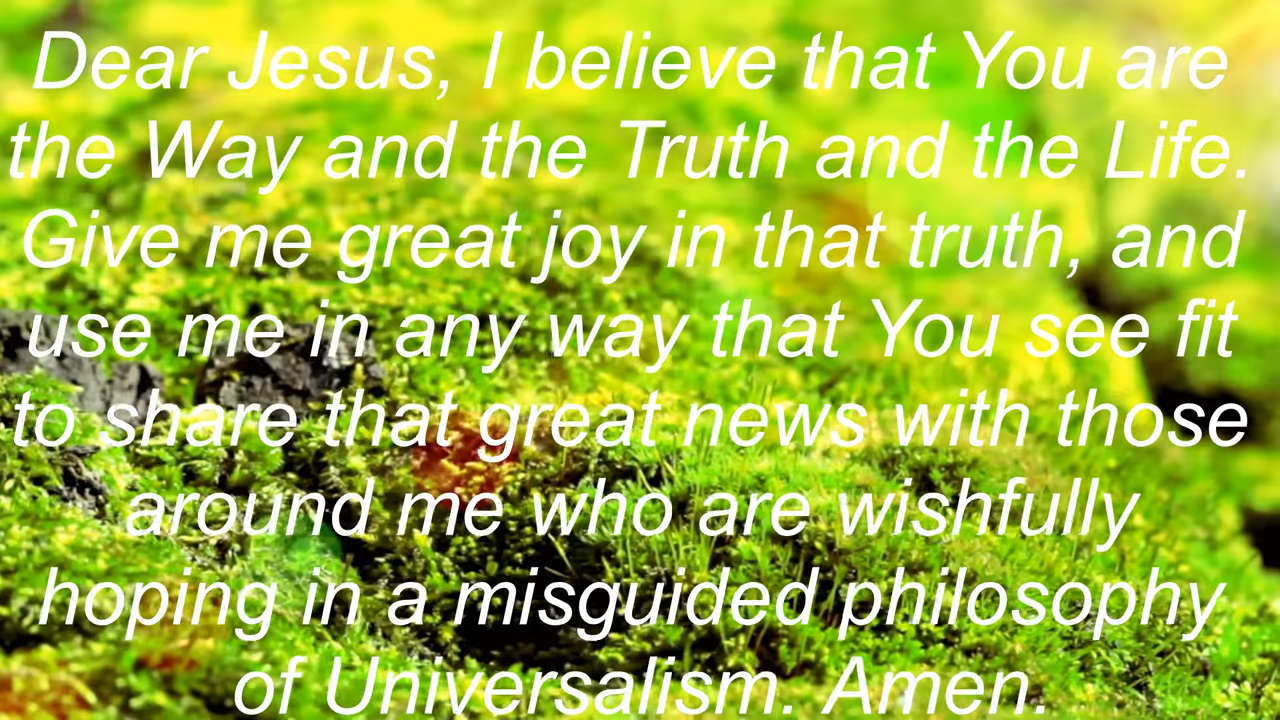 Dear Jesus, I believe that You are
the Way and the Truth and the Life.
Give me great joy in that truth, and
use me in any way that You see fit
to share that great news with those
around me who are wishfully
hoping in a misguided philosophy
of Universalism. Amen.